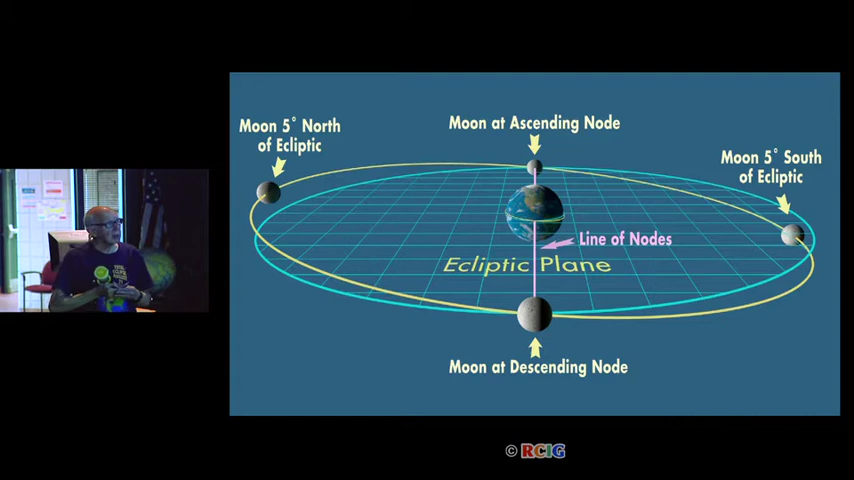 Moon 5° North
of Ecliptic
Moon at Ascending Node
Moon 5° South
of Ecliptic
Line of Nodes
Ecliptic Plane
Moon at Descending Node
© RCIG